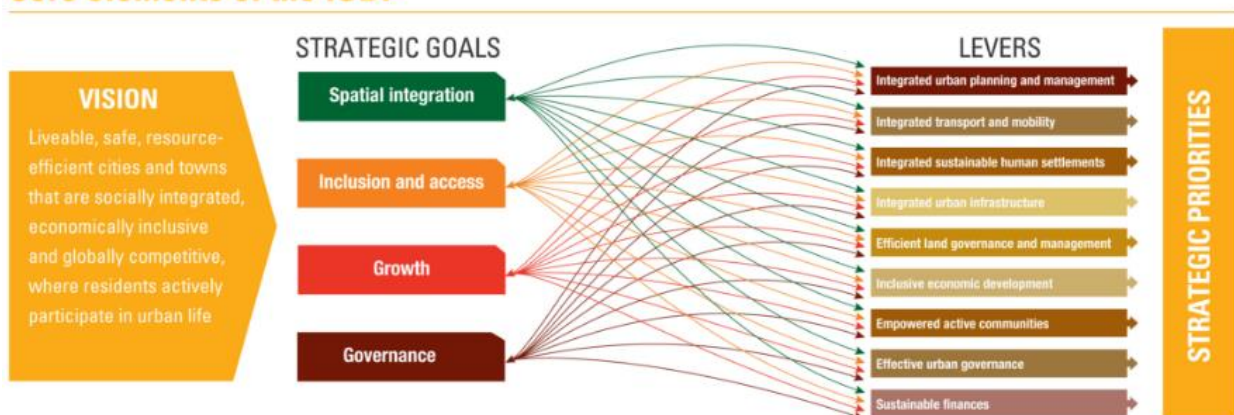 STRATEGIC GOALS
LEVERS
VISION
Liveable, safe, resource-
efficient cities and towns
that are socially integrated,
economically inclusive
and globally competitive,
where residents actively
participate in urban life
Spatial integration
Inclusion and access
Growth
Governance
Integrated urban planning and management
Integrated transport and mobility
Integrated sustainable human settlements
Integrated urban infrastructure
Efficient land governance and management
Inclusive economic development
Empowered active communities
Effective urban governance
Sustainable finances
STRATEGIC PRIORITIES